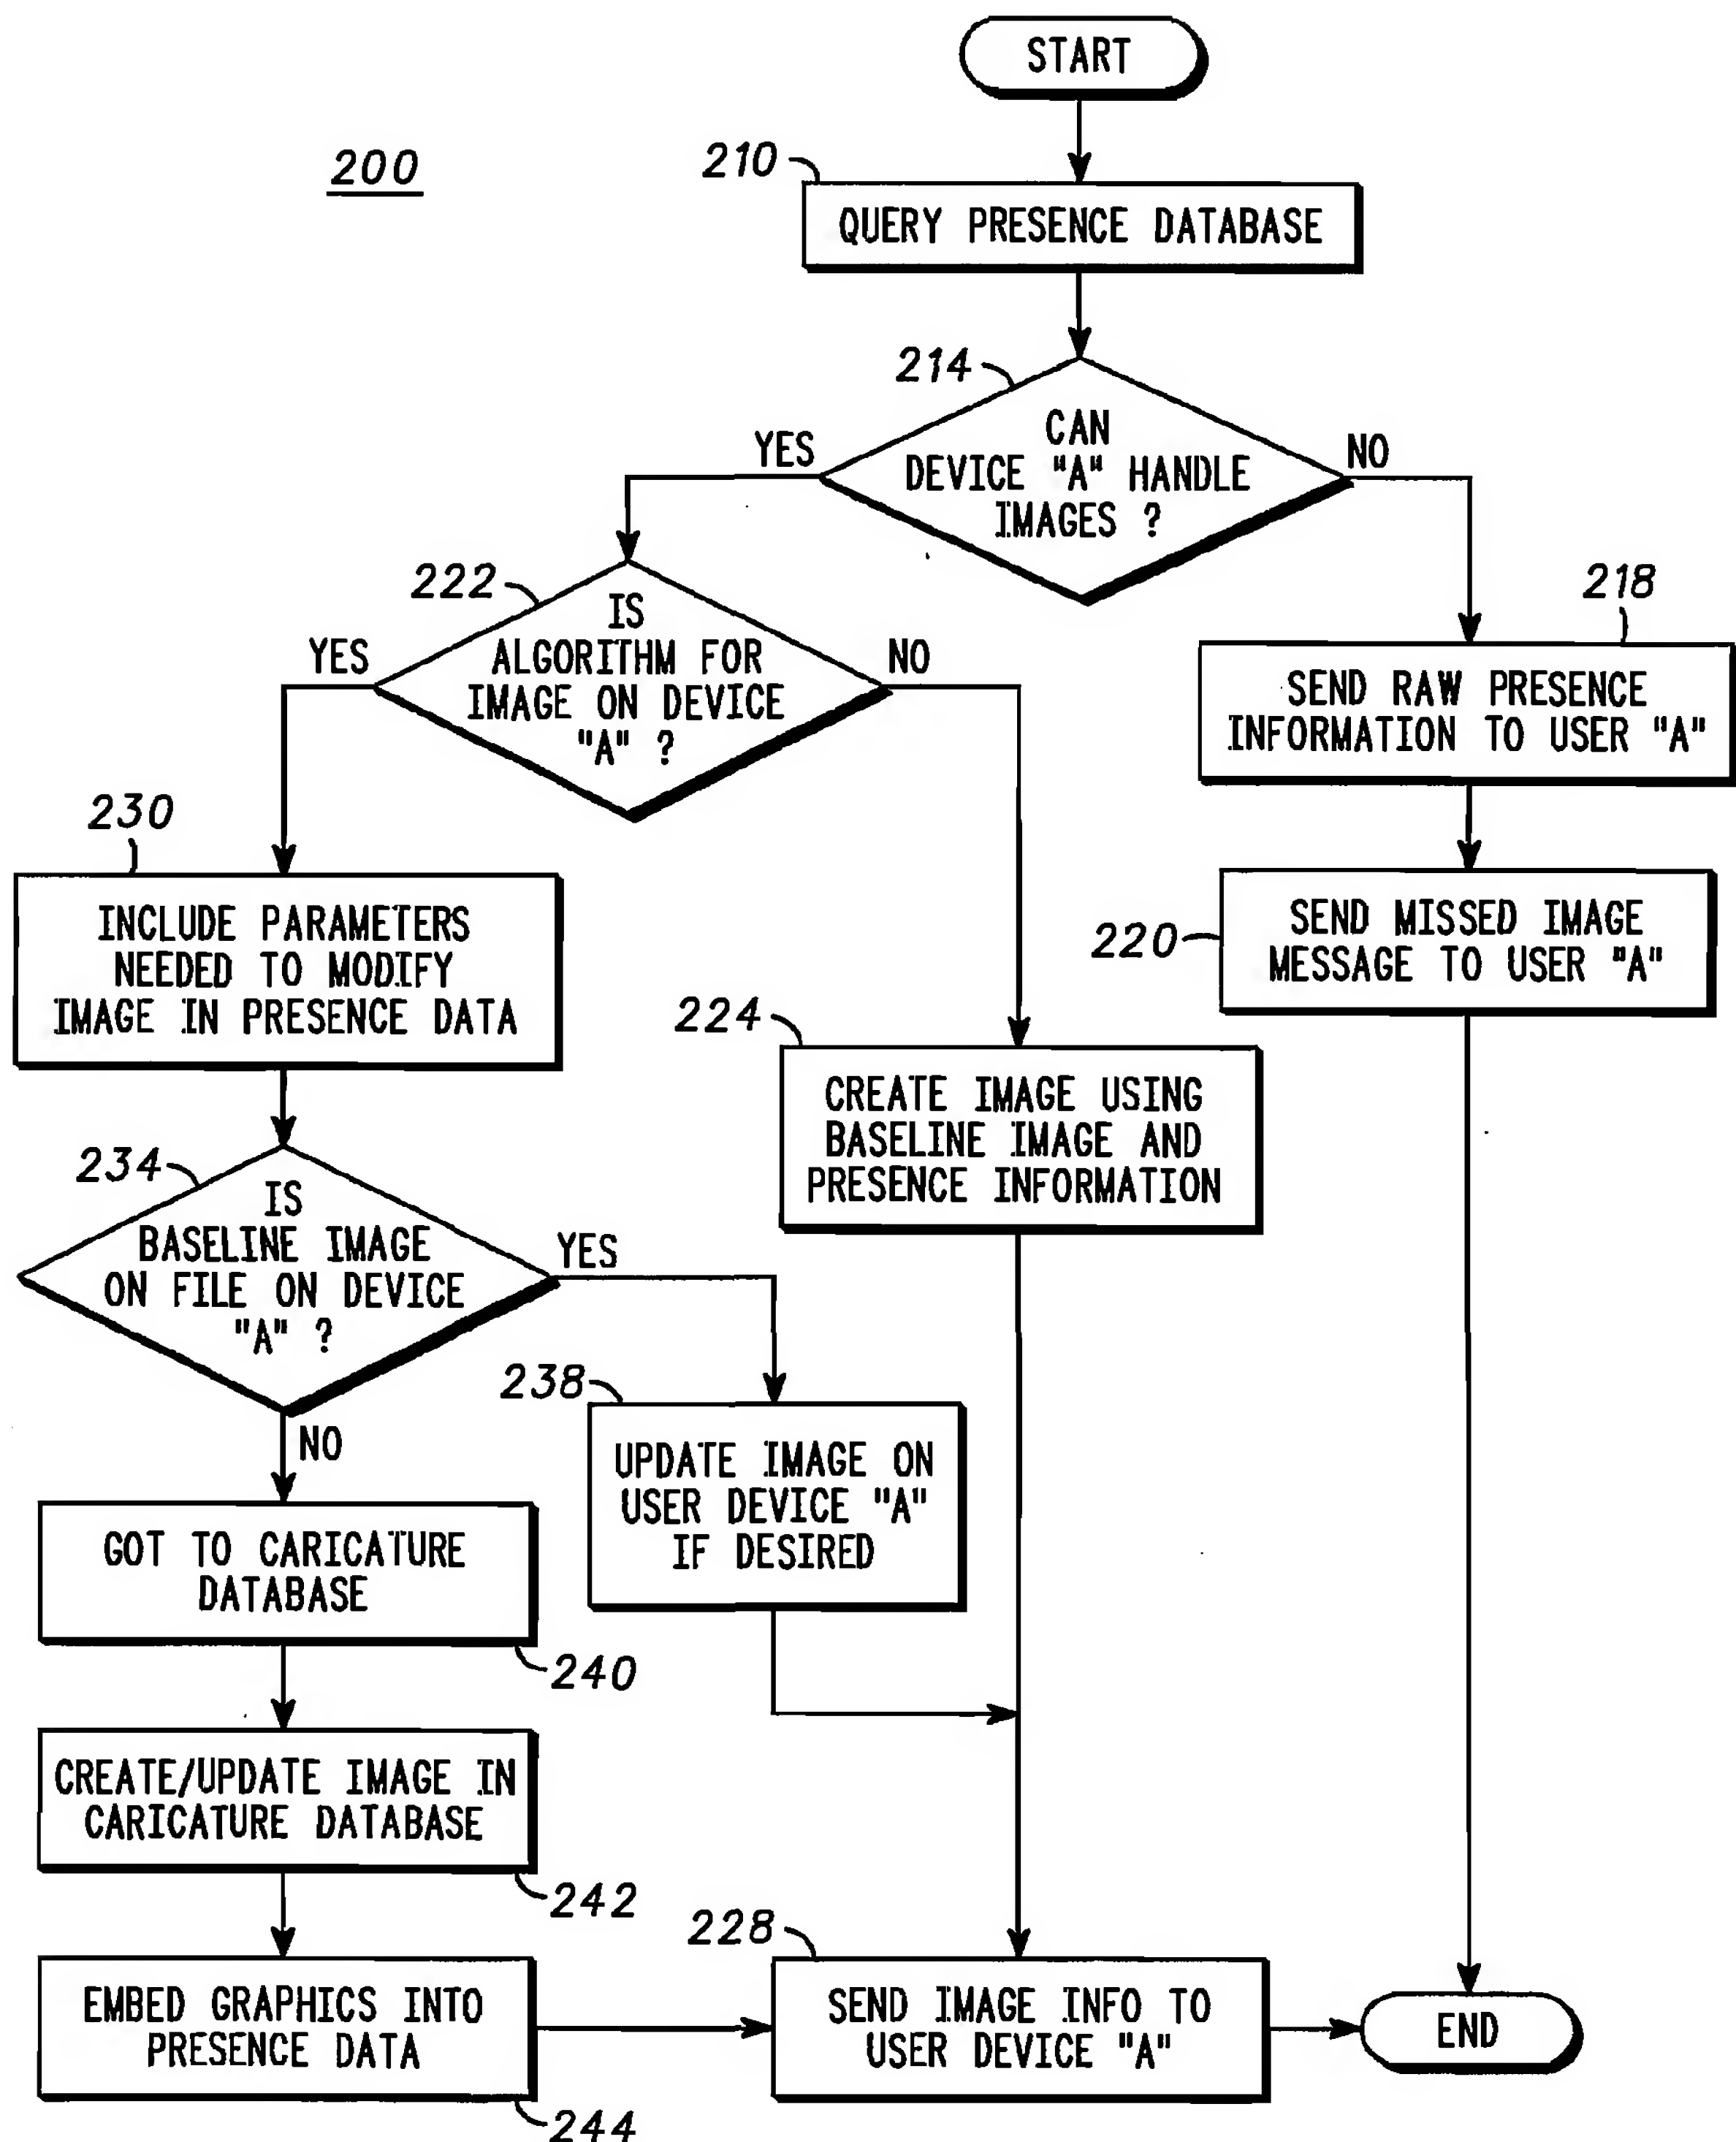 START
200
210
QUERY PRESENCE DATABASE
214
CAN
DEVICE "A" HANDLE
IMAGES ?
YES
NO
222
IS
ALGORITHM FOR
IMAGE ON DEVICE
"A" ?
YES
NO
218
SEND RAW PRESENCE
INFORMATION TO USER "A"
230
INCLUDE PARAMETERS
NEEDED TO MODIFY
IMAGE IN PRESENCE DATA
220
SEND MISSED IMAGE
MESSAGE TO USER "A"
224
CREATE IMAGE USING
BASELINE IMAGE AND
PRESENCE INFORMATION
234
IS
BASELINE IMAGE
ON FILE ON DEVICE
"A" ?
YES
NO
238
UPDATE IMAGE ON
USER DEVICE "A"
IF DESIRED
GOT TO CARICATURE
DATABASE
240
CREATE/UPDATE IMAGE IN
CARICATURE DATABASE
242
EMBED GRAPHICS INTO
PRESENCE DATA
244
228
SEND IMAGE INFO TO
USER DEVICE "A"
END